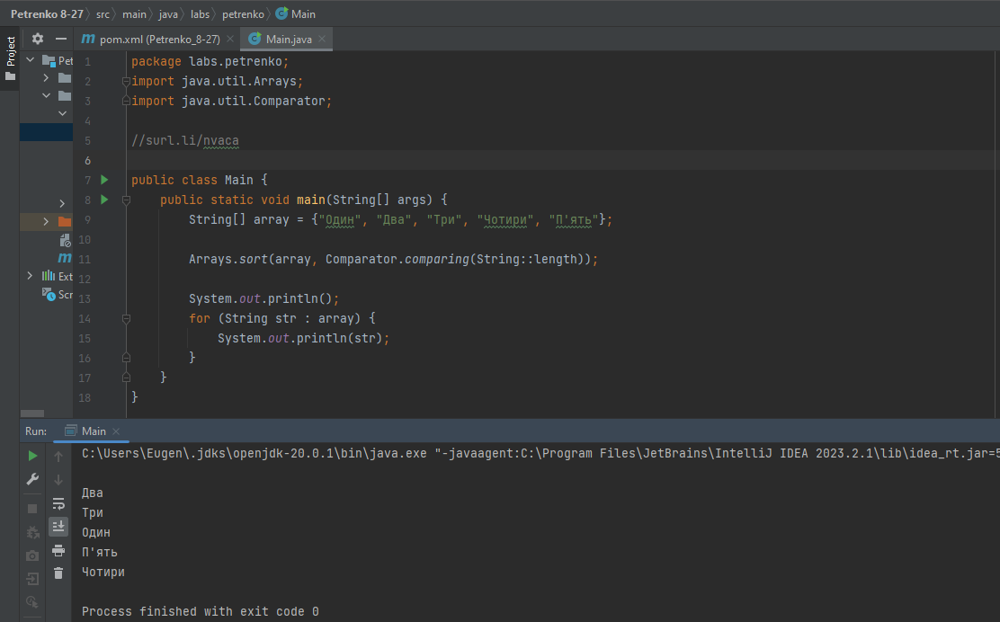 Petrenko 8-27 〉 src 〉 main 〉 java 〉 labs 〉 petrenko 〉 Main
Project
pom.xml (Petrenko_8-27) × Main.java ×
Pet
Ext
Scr
1 package labs.petrenko;
2 import java.util.Arrays;
3 import java.util.Comparator;
4
5 //surl.li/nvaca
6
7 public class Main {
8 public static void main(String[] args) {
9 String[] array = {"Один", "Два", "Три", "Чотири", "П'ять"};
10
11 Arrays.sort(array, Comparator.comparing(String::length));
12
13 System.out.println();
14 for (String str : array) {
15 System.out.println(str);
16 }
17 }
18 }
Run: Main ×
C:\Users\Eugen\.jdks\openjdk-20.0.1\bin\java.exe "-javaagent:C:\Program Files\JetBrains\IntelliJ IDEA 2023.2.1\lib\idea_rt.jar=5
Два
Три
Один
П'ять
Чотири
Process finished with exit code 0